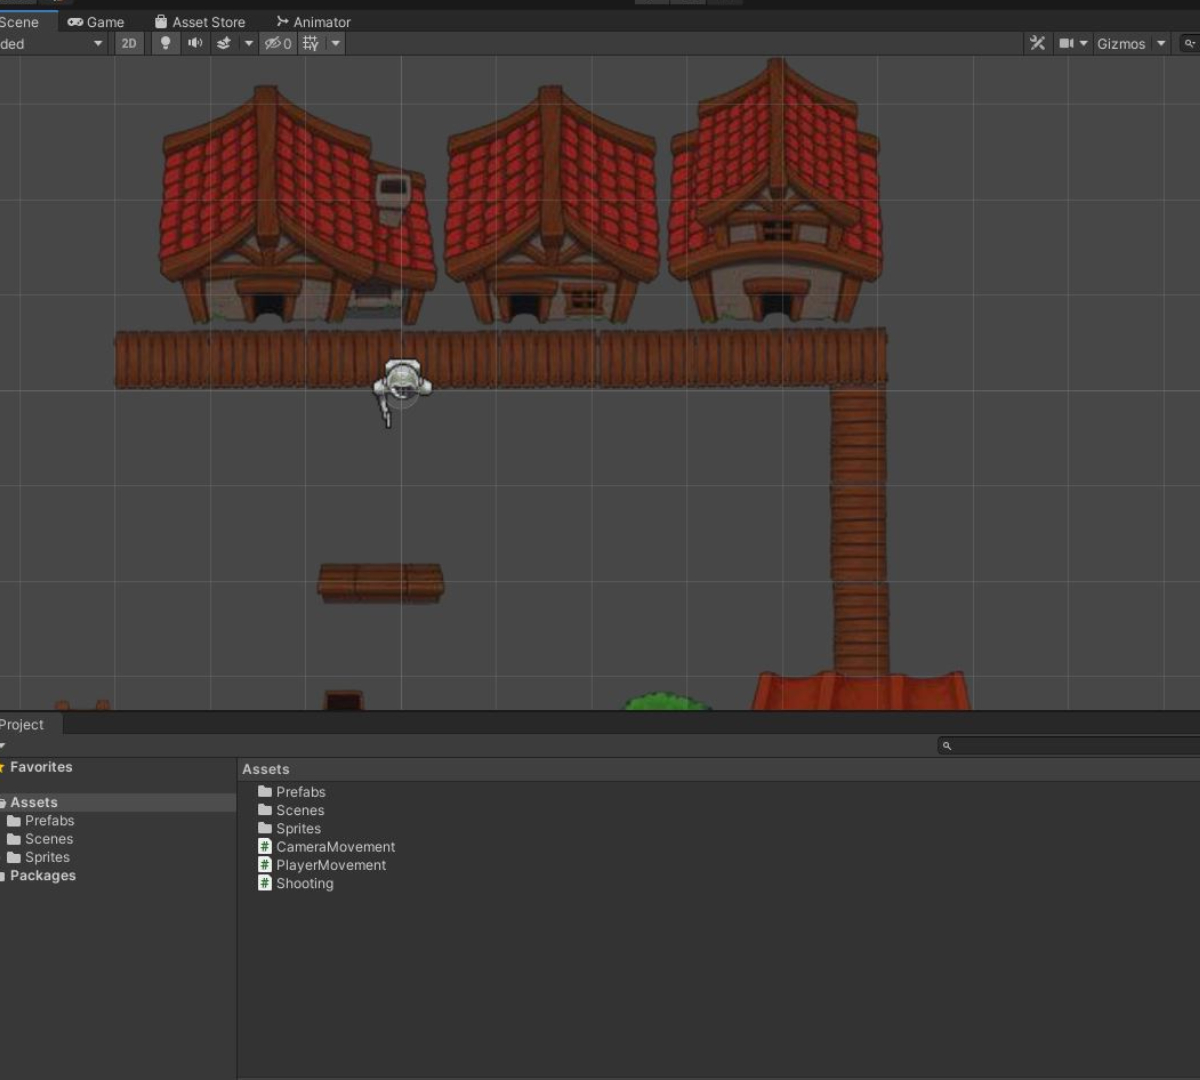 Scene Game Asset Store Animator
ded 2D 0 Gizmos
Project
Favorites
Assets
Prefabs
Scenes
Sprites
Packages
Assets
Prefabs
Scenes
Sprites
# CameraMovement
# PlayerMovement
# Shooting